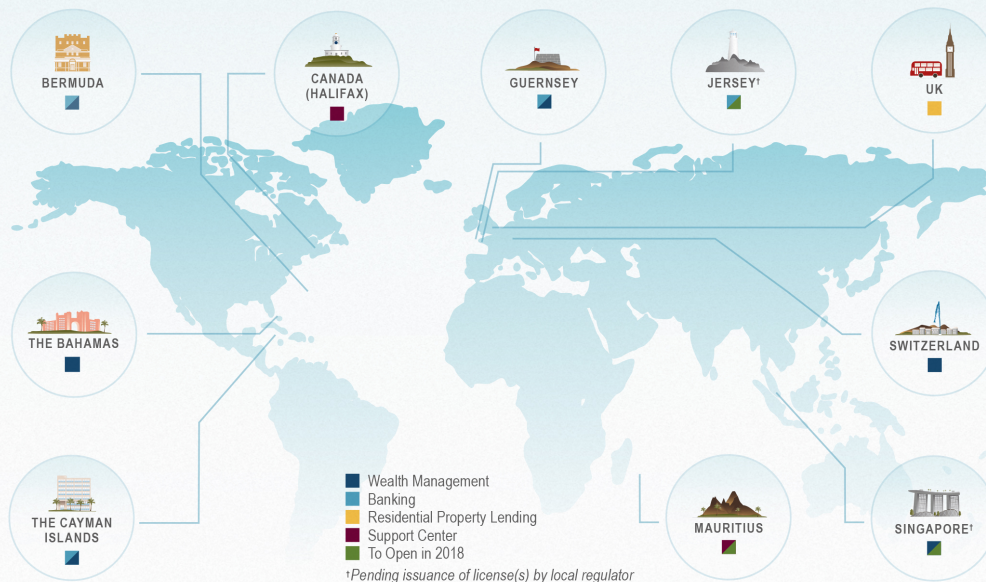 BERMUDA
CANADA
(HALIFAX)
GUERNSEY
JERSEY†
UK
THE BAHAMAS
SWITZERLAND
THE CAYMAN
ISLANDS
MAURITIUS
SINGAPORE†
Wealth Management
Banking
Residential Property Lending
Support Center
To Open in 2018
†Pending issuance of license(s) by local regulator